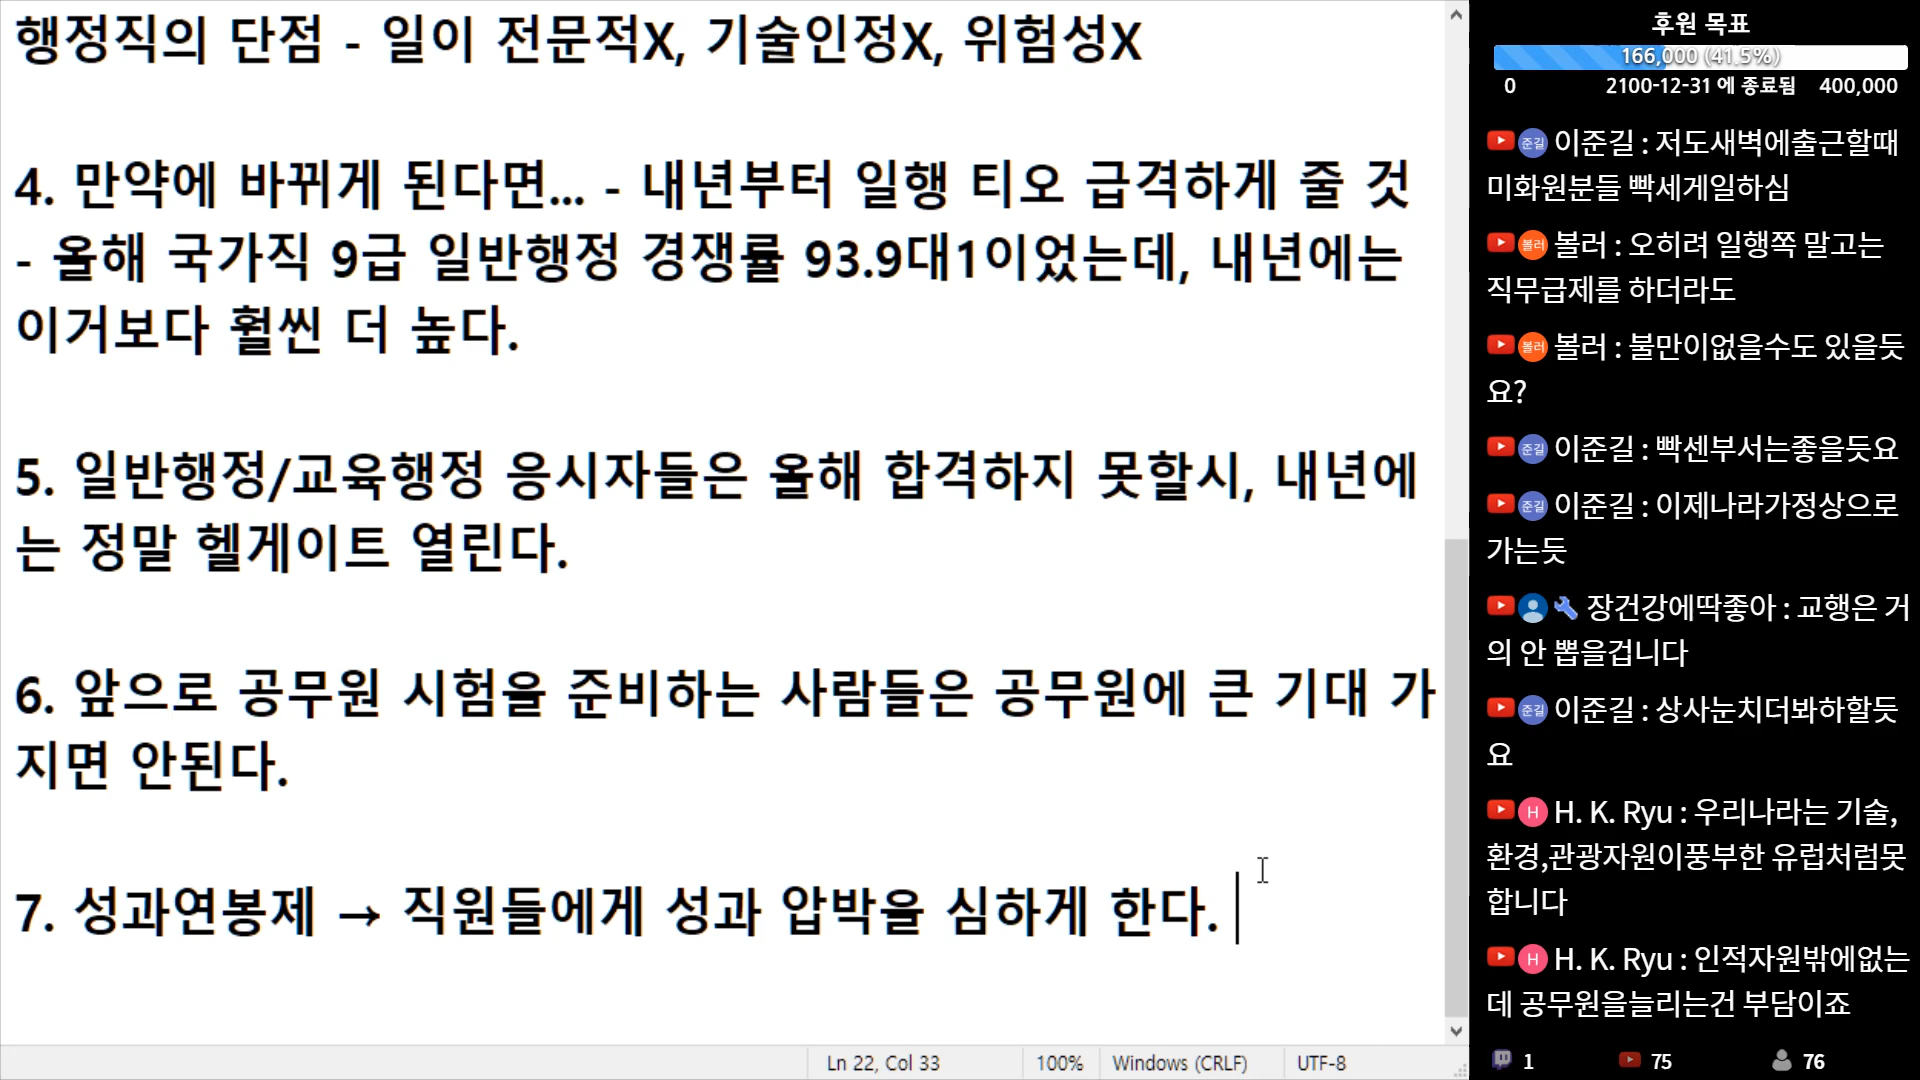 행정직의 단점 - 일이 전문적X, 기술인정X, 위험성X
4. 만약에 바뀌게 된다면... - 내년부터 일행 티오 급격하게 줄 것
- 올해 국가직 9급 일반행정 경쟁률 93.9대1이었는데, 내년에는
이거보다 훨씬 더 높다.
5. 일반행정/교육행정 응시자들은 올해 합격하지 못할시, 내년에
는 정말 헬게이트 열린다.
6. 앞으로 공무원 시험을 준비하는 사람들은 공무원에 큰 기대 가
지면 안된다.
7. 성과연봉제 → 직원들에게 성과 압박을 심하게 한다.
Ln 22, Col 33
100%
Windows (CRLF)
UTF-8
후원 목표
166,000 (41.5%)
0 2100-12-31 에 종료됨 400,000
준길 이준길 : 저도새벽에출근할때
미화원분들 빡세게일하심
볼러 볼러 : 오히려 일행쪽 말고는
직무급제를 하더라도
볼러 볼러 : 불만이없을수도 있을듯
요?
준길 이준길 : 빡센부서는좋을듯요
준길 이준길 : 이제나라가정상으로
가는듯
장건강에딱좋아 : 교행은 거
의 안 뽑을겁니다
준길 이준길 : 상사눈치더봐하할듯
요
H H. K. Ryu : 우리나라는 기술,
환경,관광자원이풍부한 유럽처럼못
합니다
H H. K. Ryu : 인적자원밖에없는
데 공무원을늘리는건 부담이죠
1 75 76